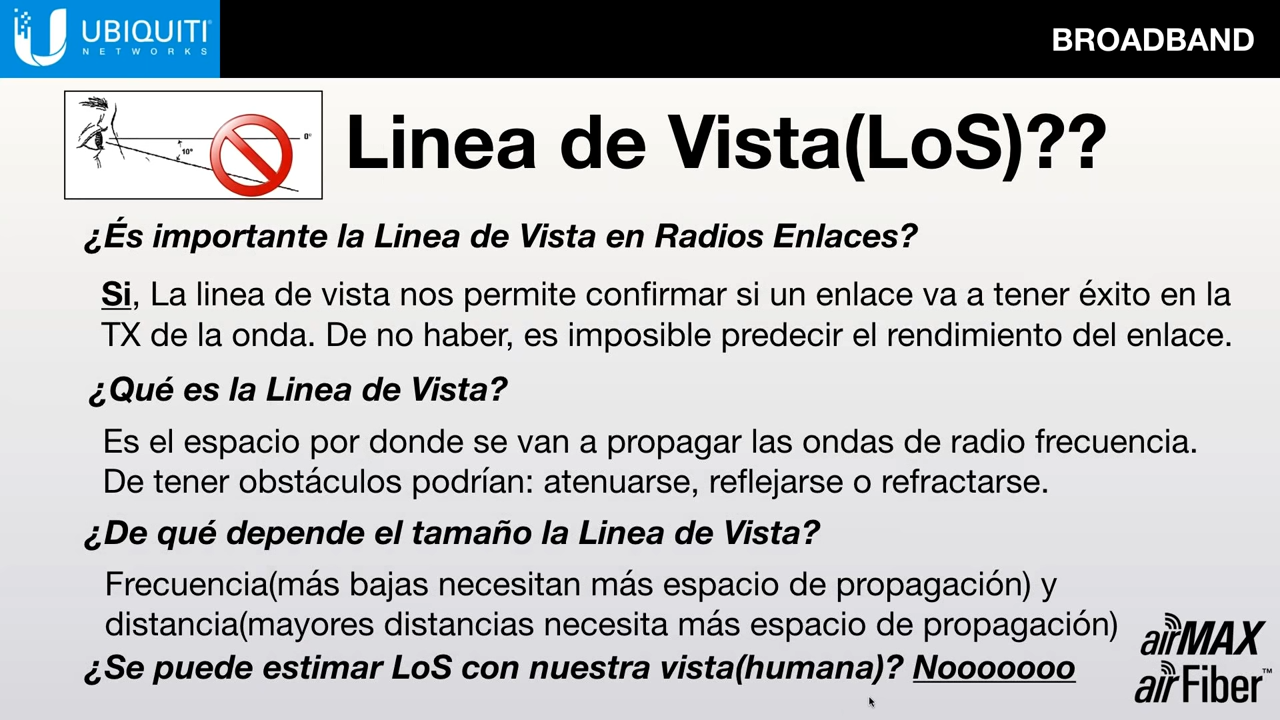 UBIQUITI
NETWORKS
BROADBAND
0°
10°
Linea de Vista(LoS)??
¿És importante la Linea de Vista en Radios Enlaces?
Si, La linea de vista nos permite confirmar si un enlace va a tener éxito en la
TX de la onda. De no haber, es imposible predecir el rendimiento del enlace.
¿Qué es la Linea de Vista?
Es el espacio por donde se van a propagar las ondas de radio frecuencia.
De tener obstáculos podrían: atenuarse, reflejarse o refractarse.
¿De qué depende el tamaño la Linea de Vista?
Frecuencia(más bajas necesitan más espacio de propagación) y
distancia(mayores distancias necesita más espacio de propagación)
¿Se puede estimar LoS con nuestra vista(humana)? Nooooooo
airMAX
airFiber™